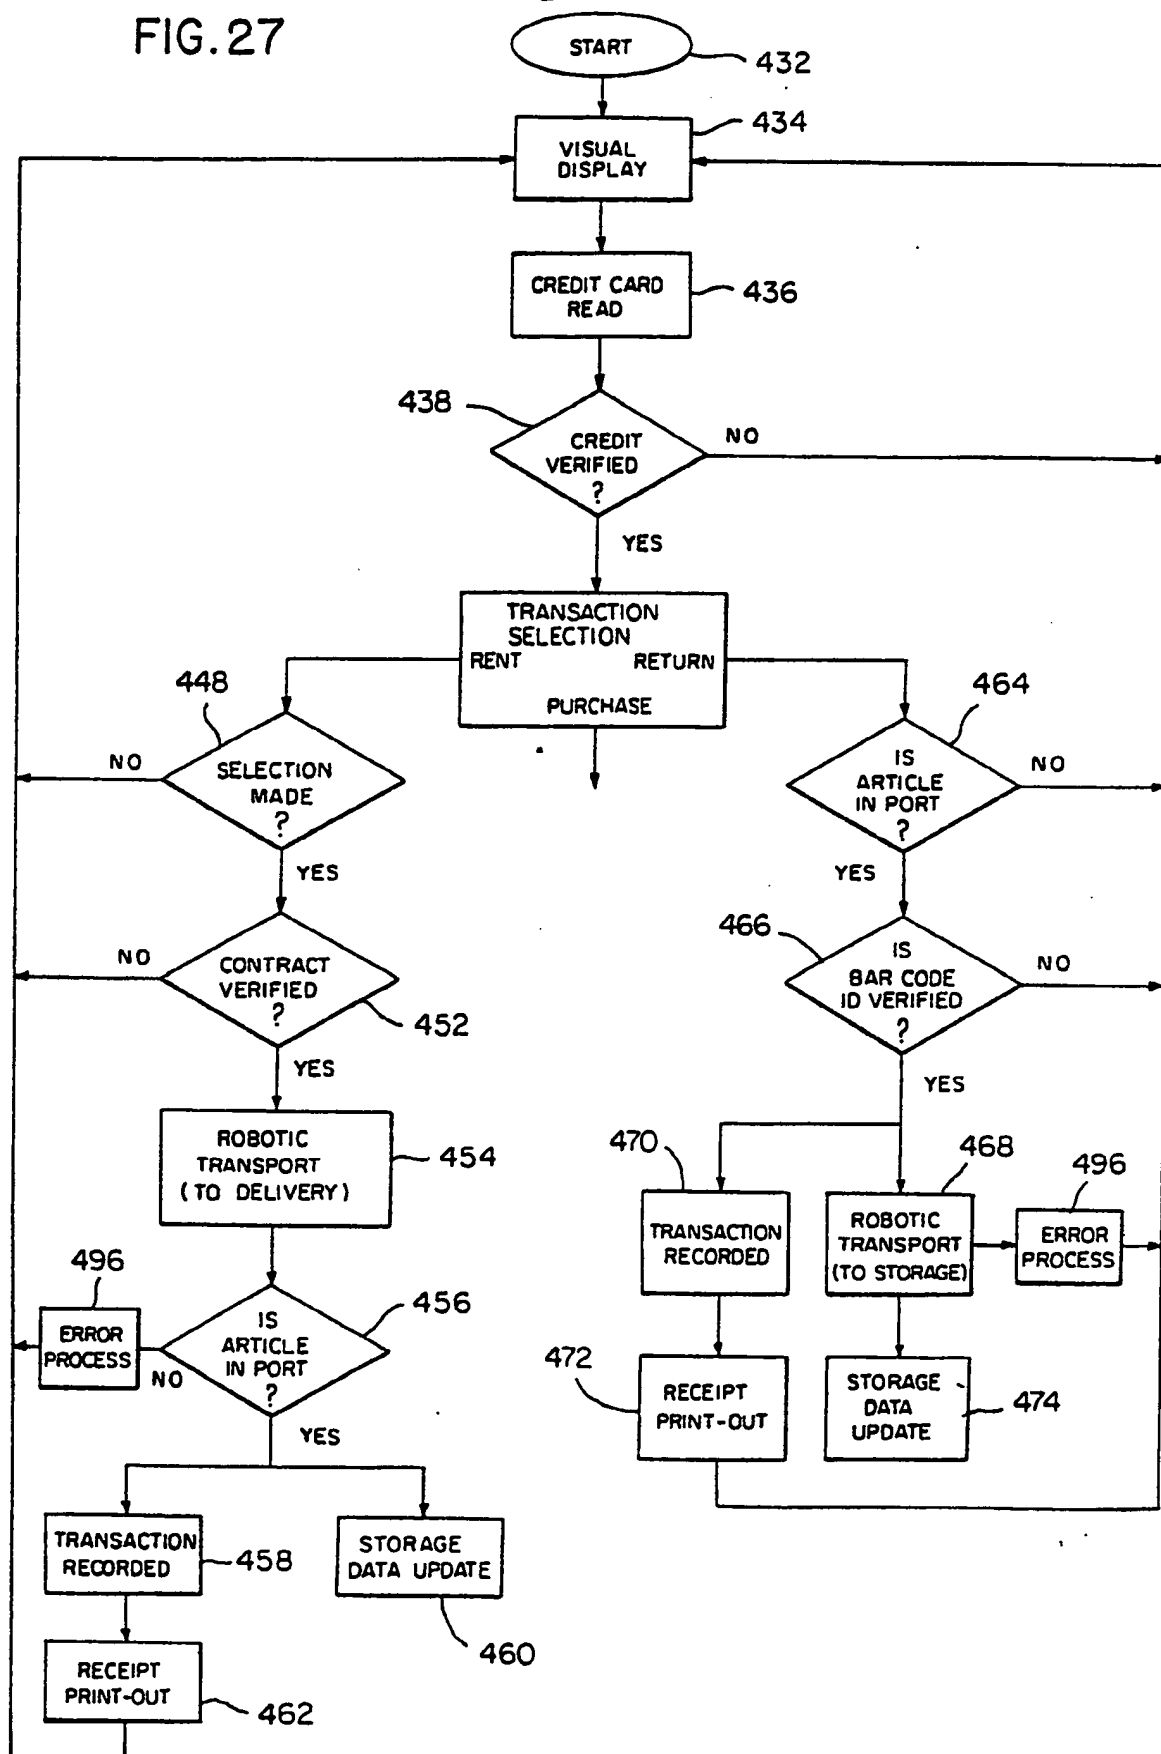 FIG. 27
START
432
434
VISUAL
DISPLAY
CREDIT CARD
READ
436
438
CREDIT
VERIFIED
?
NO
YES
TRANSACTION
SELECTION
RENT
RETURN
PURCHASE
448
NO
SELECTION
MADE
?
YES
464
IS
ARTICLE
IN PORT
?
NO
YES
NO
CONTRACT
VERIFIED
?
452
YES
466
IS
BAR CODE
ID VERIFIED
?
NO
YES
ROBOTIC
TRANSPORT
(TO DELIVERY)
454
470
TRANSACTION
RECORDED
468
ROBOTIC
TRANSPORT
(TO STORAGE)
496
ERROR
PROCESS
496
ERROR
PROCESS
NO
IS
ARTICLE
IN PORT
?
456
YES
472
RECEIPT
PRINT-OUT
STORAGE
DATA
UPDATE
474
TRANSACTION
RECORDED
458
STORAGE
DATA UPDATE
460
RECEIPT
PRINT-OUT
462